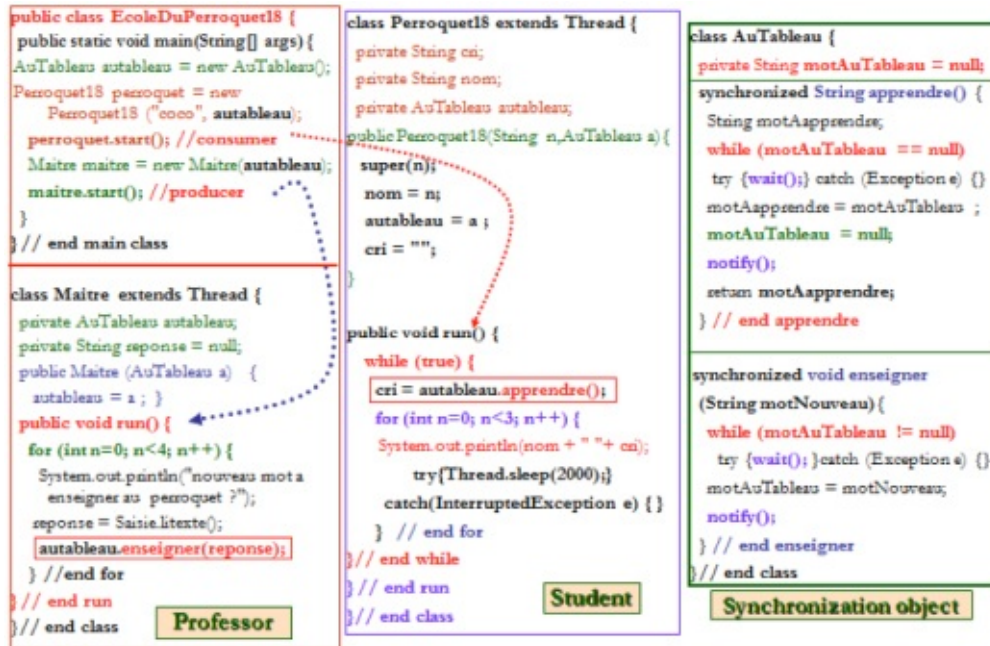 public class EcoleDuPerroquet18 {
public static void main(String[] args) {
AuTableau autableau = new AuTableau();
Perroquet18 perroquet = new
Perroquet18 ("coco", autableau);
perroquet.start(); //consumer
Maitre maitre = new Maitre(autableau);
maitre.start(); //producer
}
} // end main class
class Maitre extends Thread {
private AuTableau autableau;
private String reponse = null;
public Maitre (AuTableau a) {
autableau = a ; }
public void run() {
for (int n=0; n<4; n++) {
System.out.println("nouveau mot a
enseigner au perroquet ?");
reponse = Saisie.litexte();
autableau.enseigner(reponse);
} //end for
} // end run
} // end class
Professor
class Perroquet18 extends Thread {
private String cri;
private String nom;
private AuTableau autableau;
public Perroquet18(String n,AuTableau a) {
super(n);
nom = n;
autableau = a ;
cri = "";
}
public void run() {
while (true) {
cri = autableau.apprendre();
for (int n=0; n<3; n++) {
System.out.println(nom + " "+ cri);
try{Thread.sleep(2000);}
catch(InterruptedException e) {}
} // end for
} // end while
} // end run
} // end class
Student
class AuTableau {
private String motAuTableau = null;
synchronized String apprendre() {
String motAapprendre;
while (motAuTableau == null)
try {wait();} catch (Exception e) {}
motAapprendre = motAuTableau ;
motAuTableau = null;
notify();
return motAapprendre;
} // end apprendre
synchronized void enseigner
(String motNouveau) {
while (motAuTableau != null)
try {wait(); }catch (Exception e) {}
motAuTableau = motNouveau;
notify();
} // end enseigner
} // end class
Synchronization object